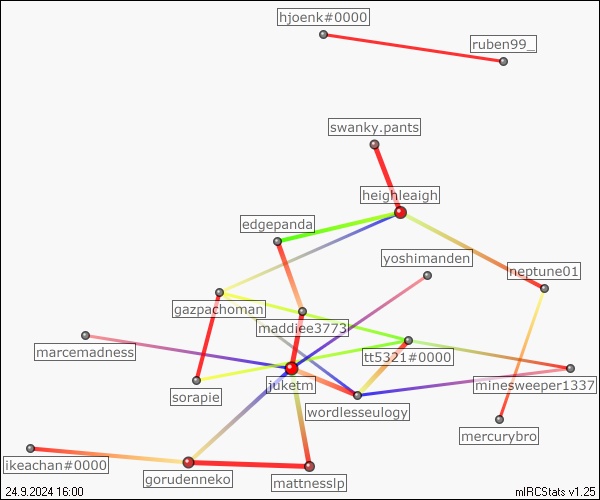 hjoenk#0000
ruben99_
swanky.pants
heighleaigh
edgepanda
yoshimanden
neptune01
gazpachoman
maddiee3773
marcemadness
tt5321#0000
juketm
minesweeper1337
sorapie
wordlesseulogy
mercurybro
ikeachan#0000
gorudenneko
mattnesslp
24.9.2024 16:00
mIRCStats v1.25